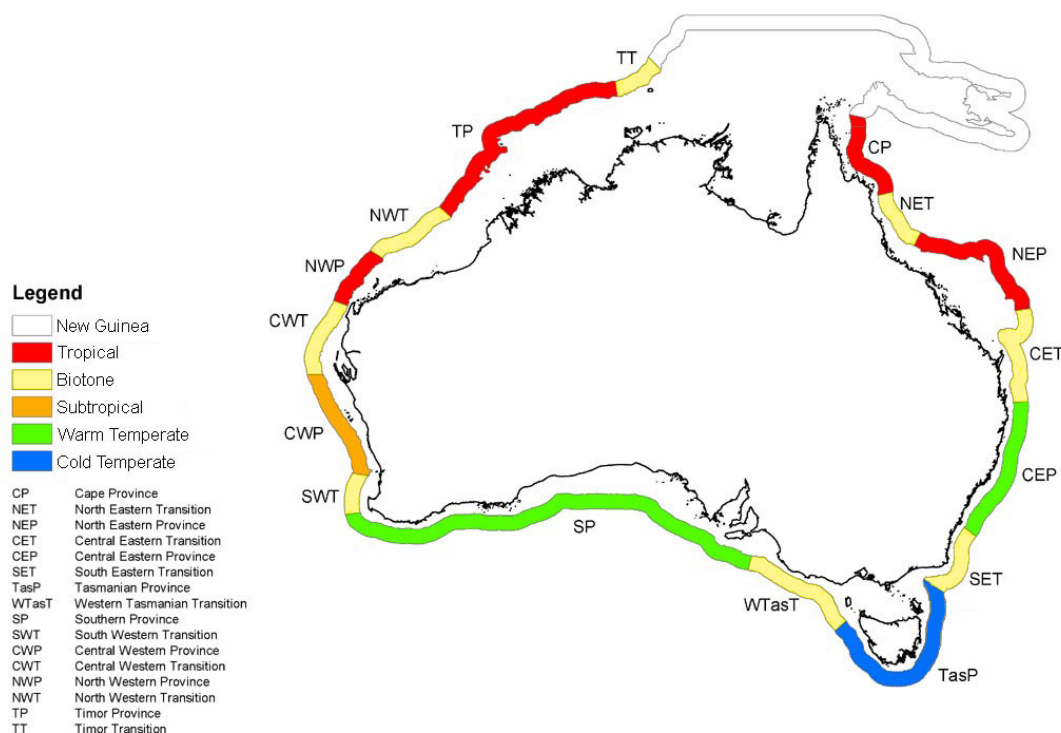 TT
TP
CP
NWT
NET
NWP
NEP
CWT
CET
CWP
CEP
SWT
SP
SET
WTasT
TasP
Legend
New Guinea
Tropical
Biotone
Subtropical
Warm Temperate
Cold Temperate
CP Cape Province
NET North Eastern Transition
NEP North Eastern Province
CET Central Eastern Transition
CEP Central Eastern Province
SET South Eastern Transition
TasP Tasmanian Province
WTasT Western Tasmanian Transition
SP Southern Province
SWT South Western Transition
CWP Central Western Province
CWT Central Western Transition
NWP North Western Province
NWT North Western Transition
TP Timor Province
TT Timor Transition